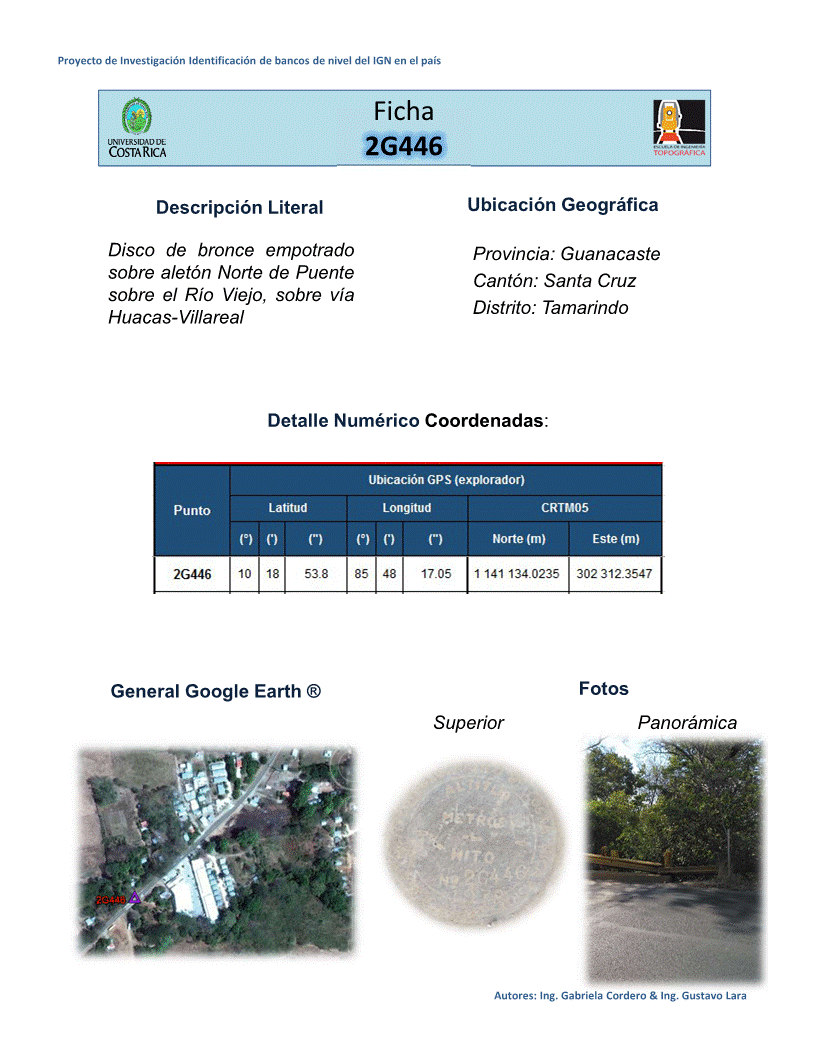 Proyecto de Investigación Identificación de bancos de nivel del IGN en el país
UNIVERSIDAD DE
COSTA RICA
Ficha
2G446
ESCUELA DE INGENIERÍA
TOPOGRÁFICA
Descripción Literal
Disco de bronce empotrado
sobre aletón Norte de Puente
sobre el Río Viejo, sobre vía
Huacas-Villareal
Ubicación Geográfica
Provincia: Guanacaste
Cantón: Santa Cruz
Distrito: Tamarindo
Detalle Numérico Coordenadas:
Punto
Ubicación GPS (explorador)
Latitud Longitud CRTM05
(°) (') (") (°) (') (") Norte (m) Este (m)
2G446 10 18 53.8 85 48 17.05 1 141 134.0235 302 312.3547
General Google Earth ®
Fotos
Superior Panorámica
2G446
METROS
HITO
No 2G446
Autores: Ing. Gabriela Cordero & Ing. Gustavo Lara